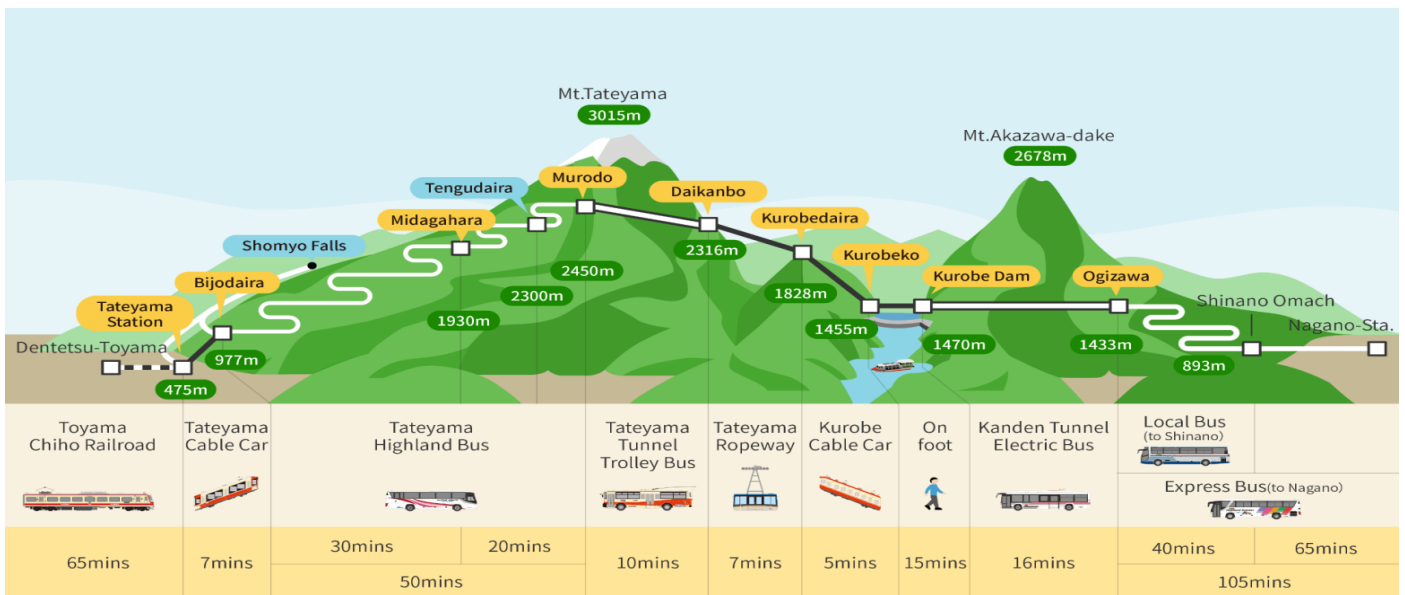 Mt.Tateyama
3015m
Mt.Akazawa-dake
2678m
Murodo
Tengudaira
Daikanbo
Midagahara
Kurobedaira
Shomyo Falls
Kurobeko
2316m
Bijodaira
2450m
Kurobe Dam
Ogizawa
2300m
1828m
Tateyama
Station
Shinano Omach
1930m
1455m
Nagano-Sta.
Dentetsu-Toyama
977m
1470m
1433m
893m
475m
Toyama
Chiho Railroad
Tateyama
Cable Car
Tateyama
Highland Bus
Tateyama
Tunnel
Trolley Bus
Tateyama
Ropeway
Kurobe
Cable Car
On
foot
Kanden Tunnel
Electric Bus
Local Bus
(to Shinano)
Express Bus(to Nagano)
65mins
7mins
30mins
20mins
50mins
10mins
7mins
5mins
15mins
16mins
40mins
65mins
105mins